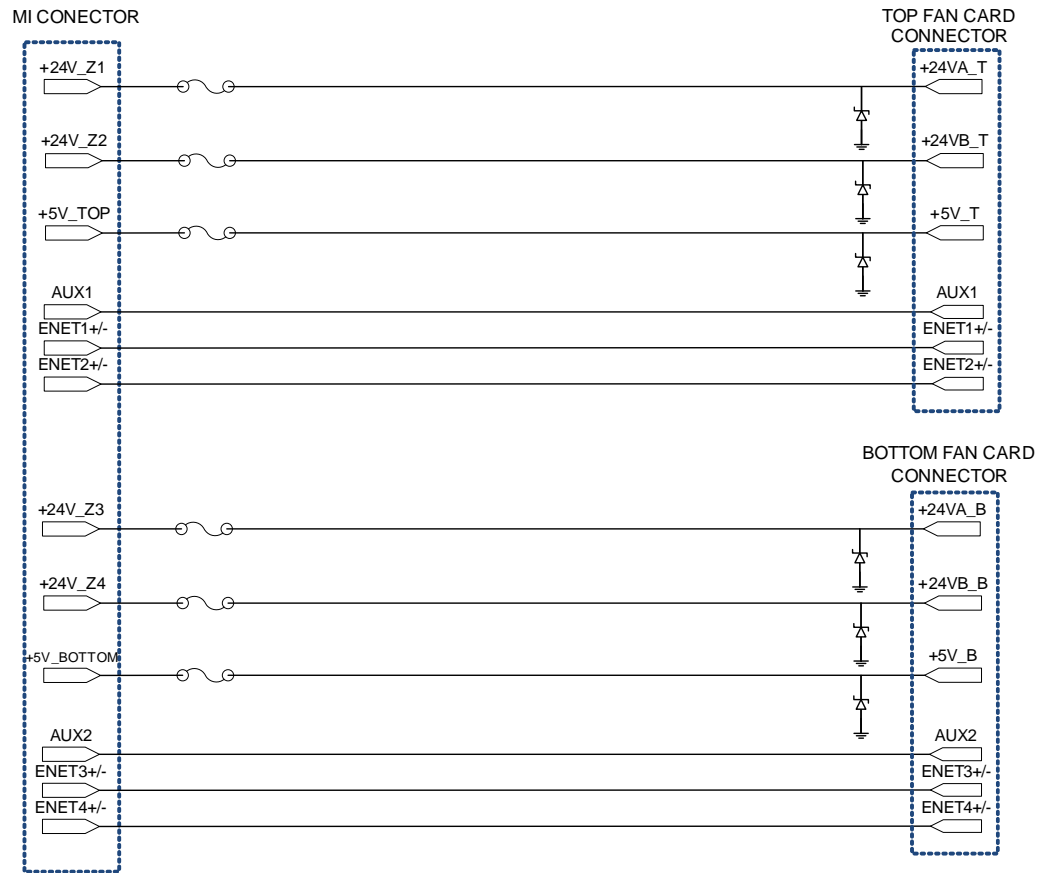 MI CONECTOR
TOP FAN CARD
CONNECTOR
+24V_Z1
+24VA_T
+24V_Z2
+24VB_T
+5V_TOP
+5V_T
AUX1
AUX1
ENET1+/-
ENET1+/-
ENET2+/-
ENET2+/-
BOTTOM FAN CARD
CONNECTOR
+24V_Z3
+24VA_B
+24V_Z4
+24VB_B
+5V_BOTTOM
+5V_B
AUX2
AUX2
ENET3+/-
ENET3+/-
ENET4+/-
ENET4+/-